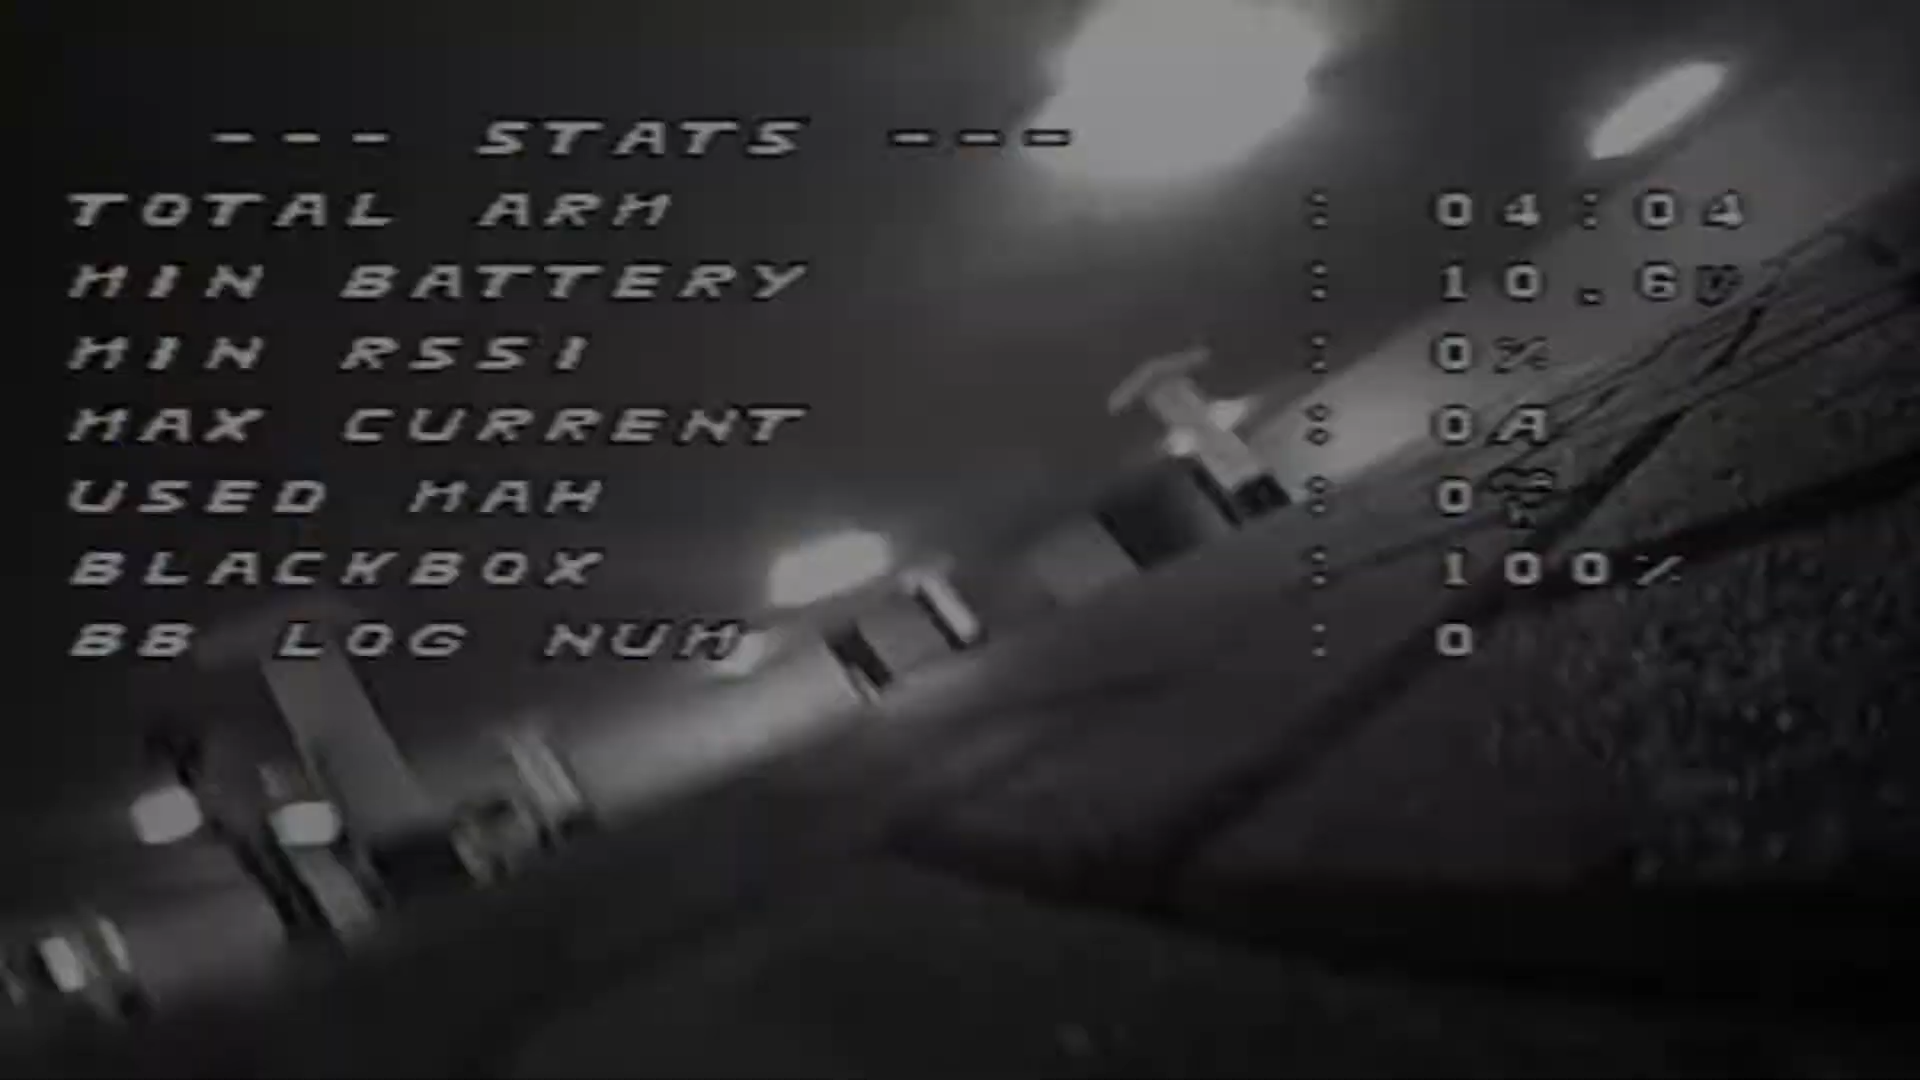 --- STATS ---
TOTAL ARM : 04:04
MIN BATTERY : 10.6V
MIN RSSI : 0%
MAX CURRENT : 0A
USED MAH : 0
BLACKBOX : 100%
BB LOG NUM : 0